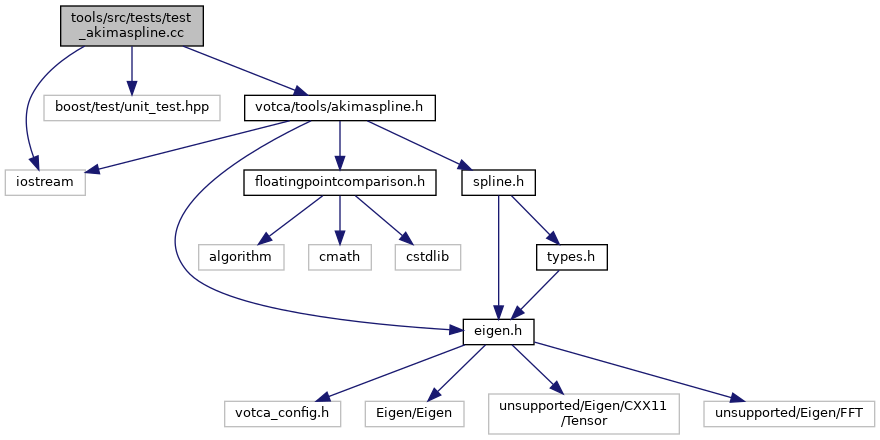 tools/src/tests/test
_akimaspline.cc
boost/test/unit_test.hpp
votca/tools/akimaspline.h
iostream
floatingpointcomparison.h
spline.h
algorithm
cmath
cstdlib
types.h
eigen.h
votca_config.h
Eigen/Eigen
unsupported/Eigen/CXX11
/Tensor
unsupported/Eigen/FFT